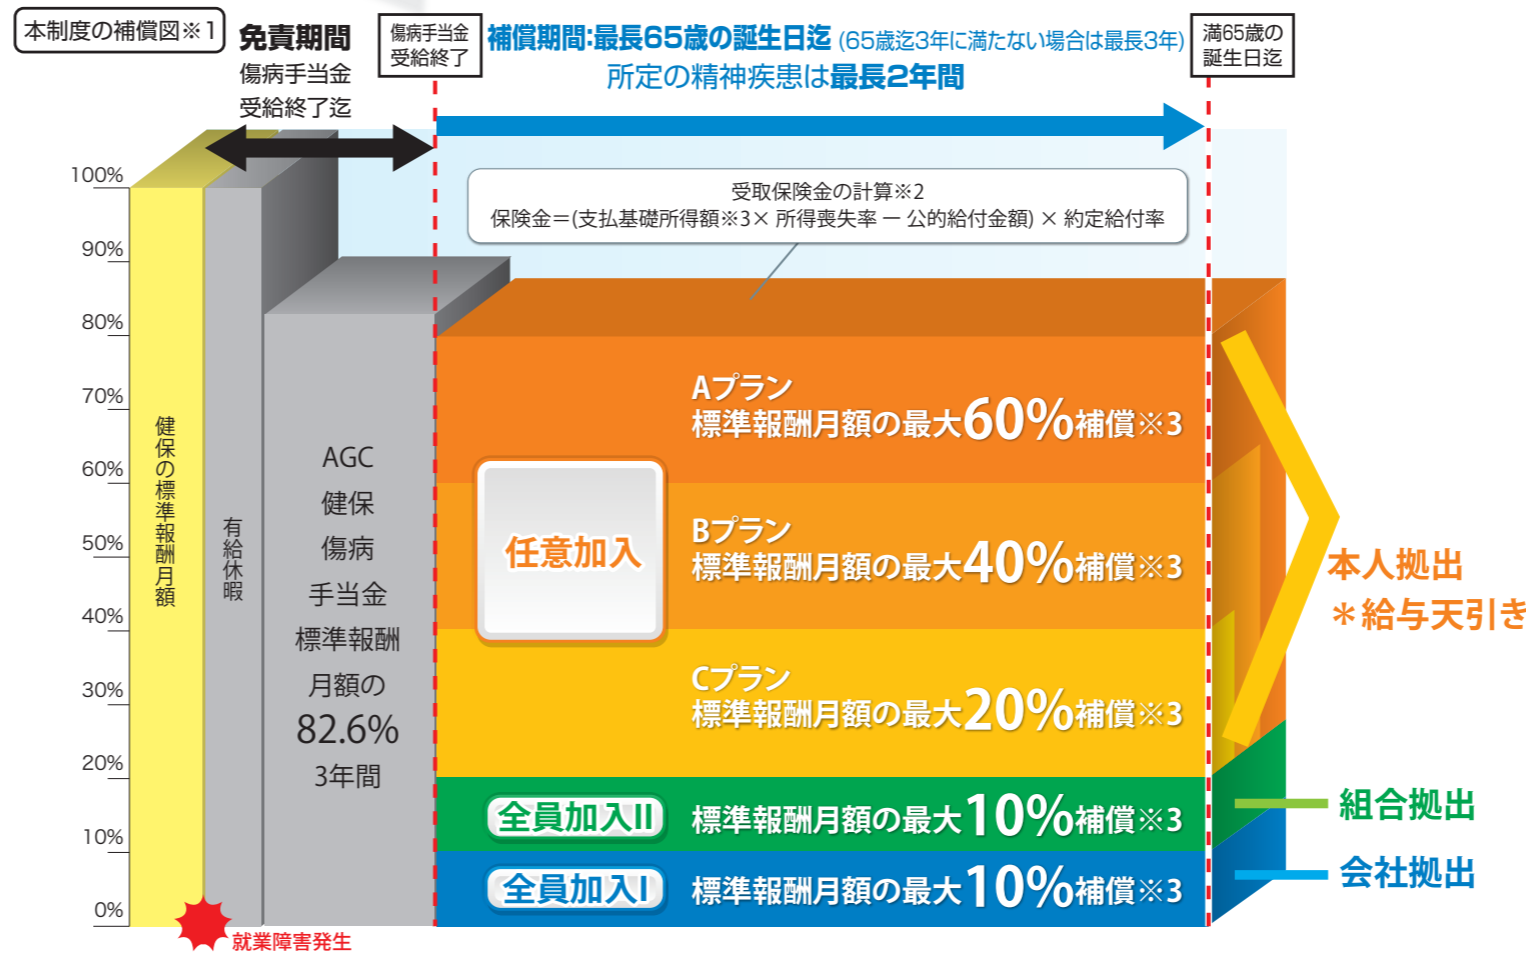 本制度の補償図※1
免責期間
傷病手当金
受給終了迄
傷病手当金
受給終了
補償期間:最長65歳の誕生日迄 (65歳迄3年に満たない場合は最長3年)
所定の精神疾患は最長2年間
満65歳の
誕生日迄
受取保険金の計算※2
保険金＝(支払基礎所得額※3× 所得喪失率 ー 公的給付金額) × 約定給付率
100%
90%
80%
70%
60%
50%
40%
30%
20%
10%
0%
健保の標準報酬月額
有給休暇
AGC
健保
傷病
手当金
標準報酬
月額の
82.6%
3年間
就業障害発生
任意加入
Aプラン
標準報酬月額の最大60%補償※3
Bプラン
標準報酬月額の最大40%補償※3
Cプラン
標準報酬月額の最大20%補償※3
全員加入II 標準報酬月額の最大10%補償※3
全員加入I 標準報酬月額の最大10%補償※3
本人拠出
＊給与天引き
組合拠出
会社拠出